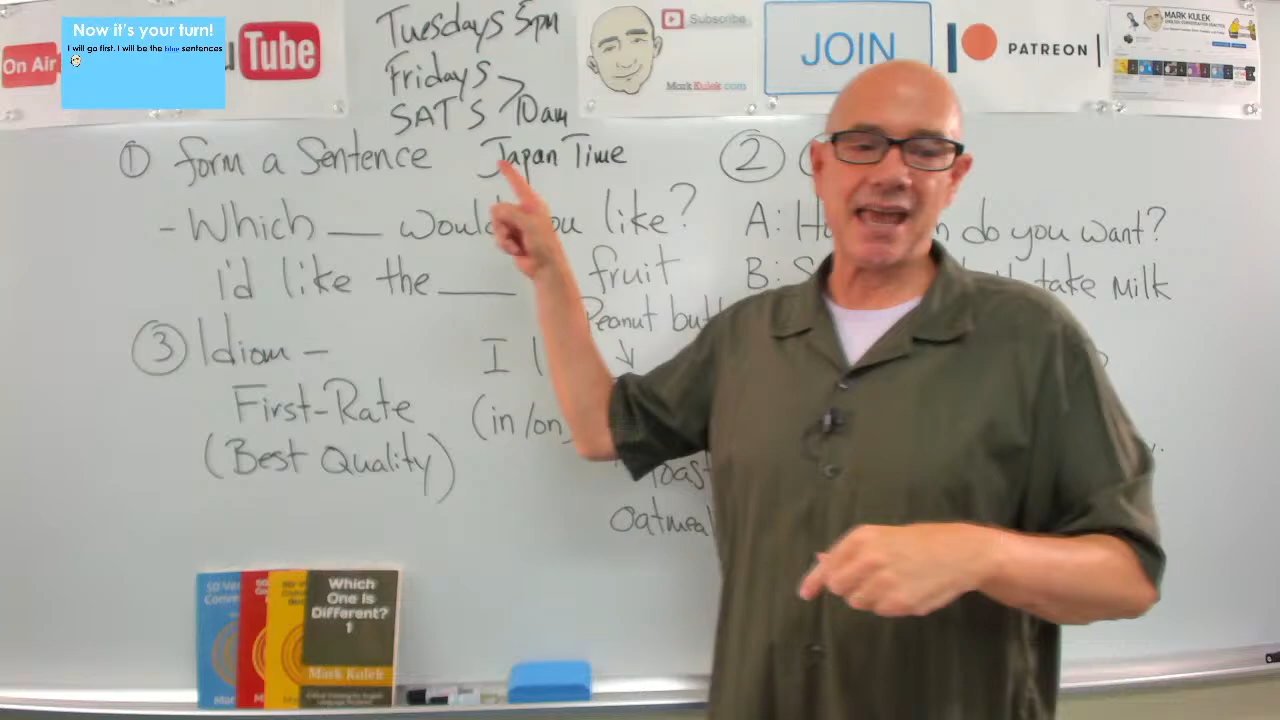 Now it's your turn!
I will go first. I will be the blue sentences
On Air
Tube
Tuesdays 5pm
Fridays
SAT's 10am
Japan Time
Subscribe
MarkKulek.com
JOIN
PATREON
MARK KULEK
① form a Sentence
- Which ___ would you like?
I'd like the ____
fruit
Peanut but
②
A: How do you want?
B: take Milk
③ Idiom -
First-Rate
(Best Quality)
I
(in/on)
Toast
Oatmeal
Which
One Is
Different?
1
Mark Kulek